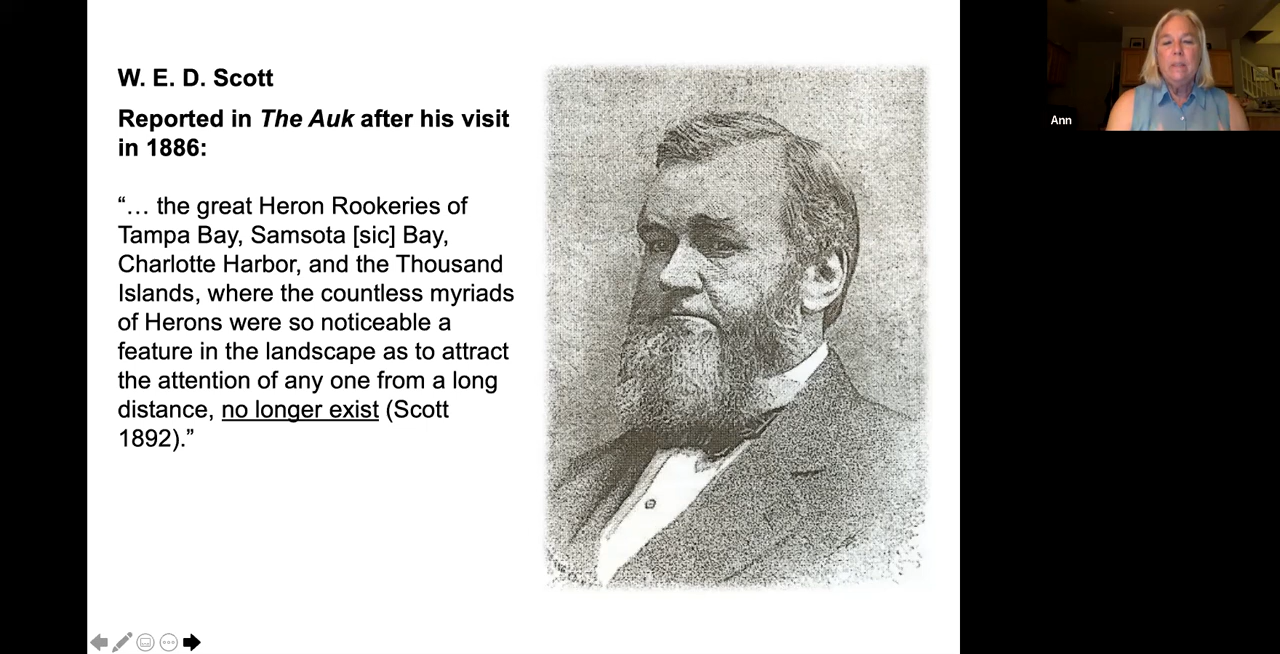 W. E. D. Scott
Reported in The Auk after his visit
in 1886:
“… the great Heron Rookeries of
Tampa Bay, Samsota [sic] Bay,
Charlotte Harbor, and the Thousand
Islands, where the countless myriads
of Herons were so noticeable a
feature in the landscape as to attract
the attention of any one from a long
distance, no longer exist (Scott
1892).”
Ann